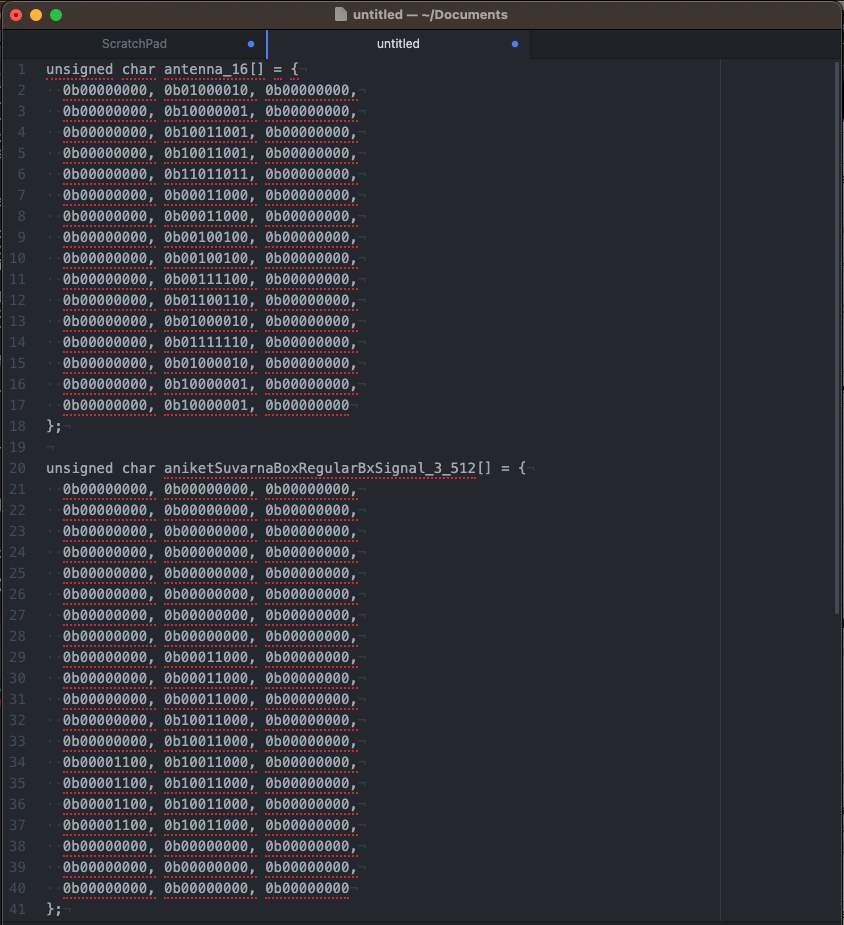 untitled — ~/Documents
ScratchPad
untitled
1 unsigned char antenna_16[] = {
2 0b00000000, 0b01000010, 0b00000000,
3 0b00000000, 0b10000001, 0b00000000,
4 0b00000000, 0b10011001, 0b00000000,
5 0b00000000, 0b10011001, 0b00000000,
6 0b00000000, 0b11011011, 0b00000000,
7 0b00000000, 0b00011000, 0b00000000,
8 0b00000000, 0b00011000, 0b00000000,
9 0b00000000, 0b00100100, 0b00000000,
10 0b00000000, 0b00100100, 0b00000000,
11 0b00000000, 0b00111100, 0b00000000,
12 0b00000000, 0b01100110, 0b00000000,
13 0b00000000, 0b01000010, 0b00000000,
14 0b00000000, 0b01111110, 0b00000000,
15 0b00000000, 0b01000010, 0b00000000,
16 0b00000000, 0b10000001, 0b00000000,
17 0b00000000, 0b10000001, 0b00000000
18 };
19
20 unsigned char aniketSuvarnaBoxRegularBxSignal_3_512[] = {
21 0b00000000, 0b00000000, 0b00000000,
22 0b00000000, 0b00000000, 0b00000000,
23 0b00000000, 0b00000000, 0b00000000,
24 0b00000000, 0b00000000, 0b00000000,
25 0b00000000, 0b00000000, 0b00000000,
26 0b00000000, 0b00000000, 0b00000000,
27 0b00000000, 0b00000000, 0b00000000,
28 0b00000000, 0b00000000, 0b00000000,
29 0b00000000, 0b00011000, 0b00000000,
30 0b00000000, 0b00011000, 0b00000000,
31 0b00000000, 0b00011000, 0b00000000,
32 0b00000000, 0b10011000, 0b00000000,
33 0b00000000, 0b10011000, 0b00000000,
34 0b00001100, 0b10011000, 0b00000000,
35 0b00001100, 0b10011000, 0b00000000,
36 0b00001100, 0b10011000, 0b00000000,
37 0b00001100, 0b10011000, 0b00000000,
38 0b00000000, 0b00000000, 0b00000000,
39 0b00000000, 0b00000000, 0b00000000,
40 0b00000000, 0b00000000, 0b00000000
41 };